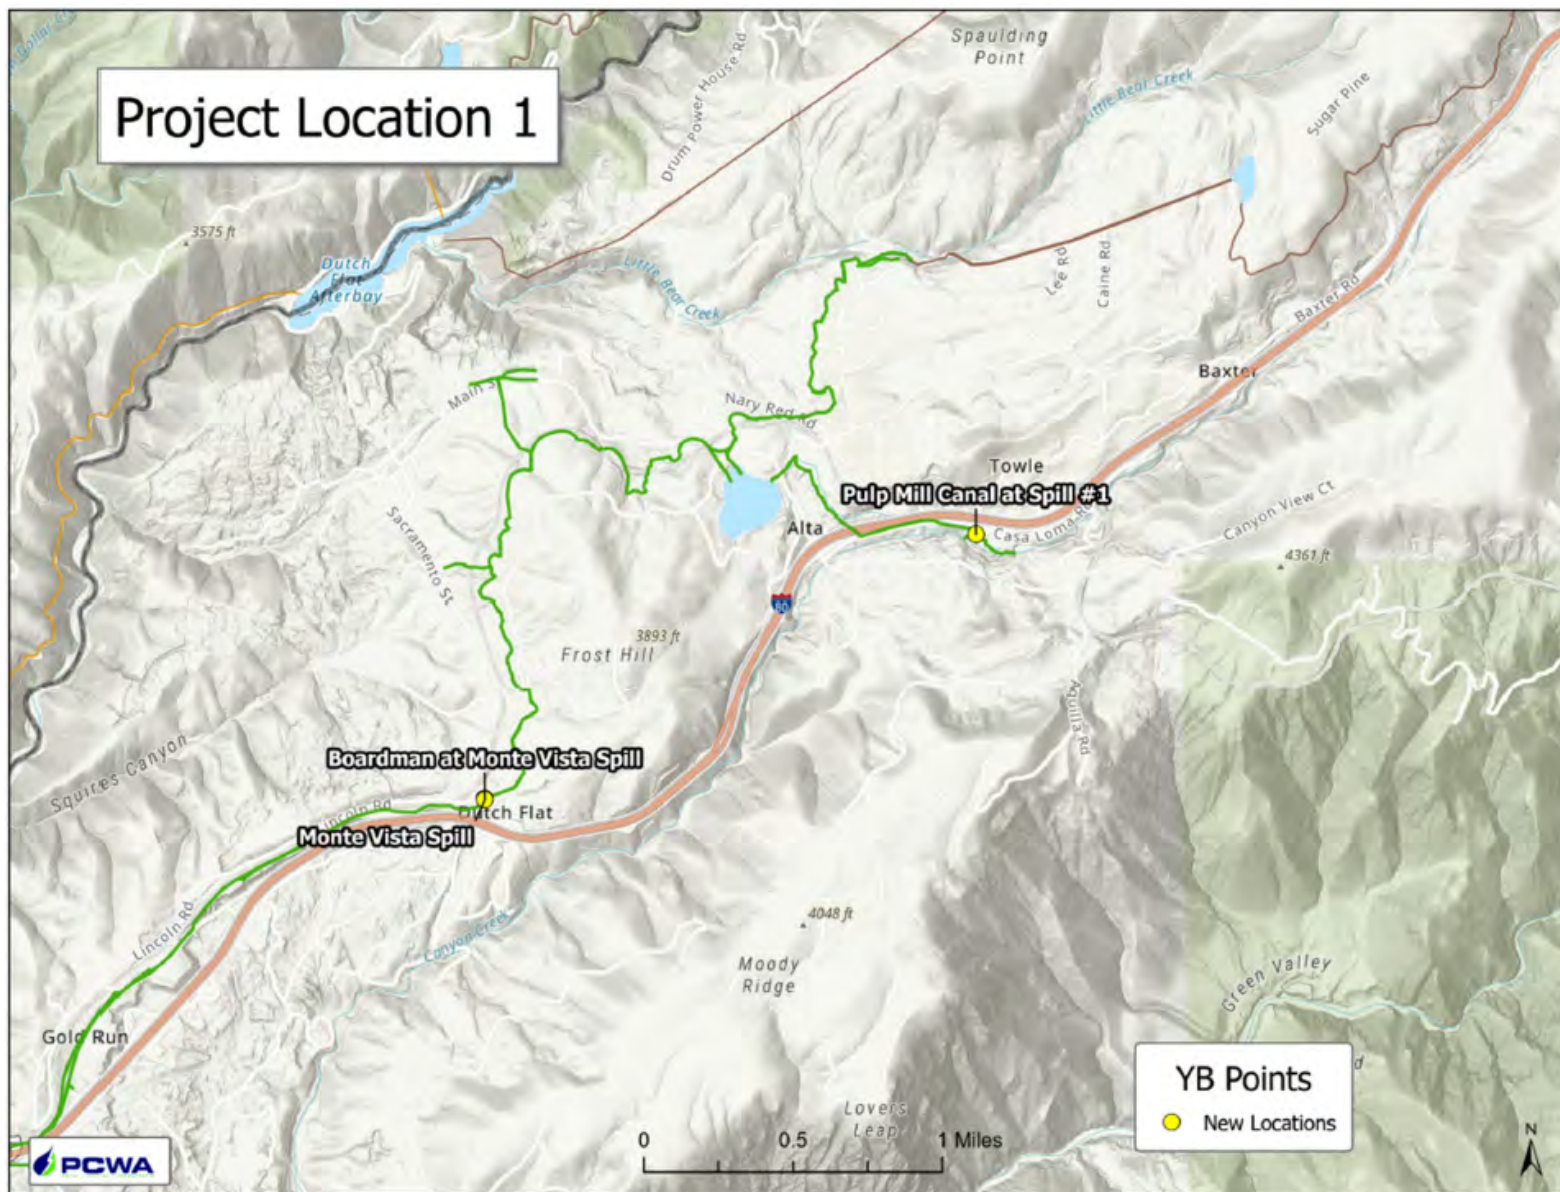 Project Location 1
Spaulding
Point
Drum Power House Rd
Little Bear Creek
Sugar Pine
3575 ft
Dutch
Flat
Afterbay
Little Bear Creek
Lee Rd
Caine Rd
Baxter Rd
Baxter
Main S
Nary Red Rd
Towle
Pulp Mill Canal at Spill #1
Canyon View Ct
Sacramento St
Alta
Casa Loma R
4361 ft
80
3893 ft
Frost Hill
Aquilla Rd
Squires Canyon
Boardman at Monte Vista Spill
Lincoln Rd
Dutch Flat
Monte Vista Spill
Lincoln Rd
4048 ft
Canyon Creek
Moody
Ridge
Green Valley
Gold Run
YB Points
New Locations
d
Lovers
Leap
0 0.5 1 Miles
N
PCWA